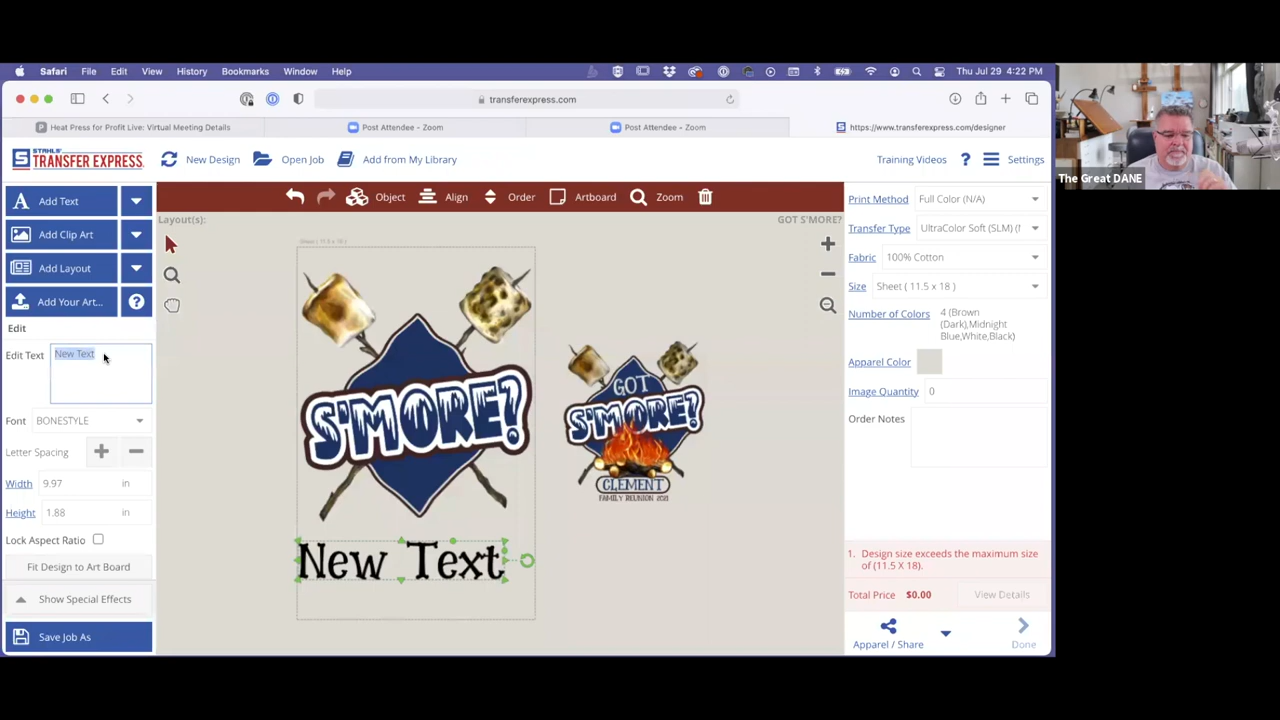 Safari File Edit View History Bookmarks Window Help Thu Jul 29 4:22 PM
transferexpress.com
Heat Press for Profit Live: Virtual Meeting Details
Post Attendee - Zoom
Post Attendee - Zoom
https://www.transferexpress.com/designer
STAHLS'
TRANSFER EXPRESS
New Design
Open Job
Add from My Library
Training Videos
?
Settings
The Great DANE
Add Text
Add Clip Art
Add Layout
Add Your Art...
Object
Align
Order
Artboard
Zoom
Layout(s):
GOT S'MORE?
Sheet ( 11.5 x 18 )
S'MORE?
New Text
GOT
S'MORE?
CLEMENT
FAMILY REUNION 2021
Edit
Edit Text New Text
Font BONESTYLE
Letter Spacing
Width 9.97 in
Height 1.88 in
Lock Aspect Ratio
Fit Design to Art Board
Show Special Effects
Save Job As
Print Method Full Color (N/A)
Transfer Type UltraColor Soft (SLM) (
Fabric 100% Cotton
Size Sheet ( 11.5 x 18 )
Number of Colors 4 (Brown
(Dark),Midnight
Blue,White,Black)
Apparel Color
Image Quantity 0
Order Notes
1. Design size exceeds the maximum size
of (11.5 X 18).
Total Price $0.00 View Details
Apparel / Share
Done